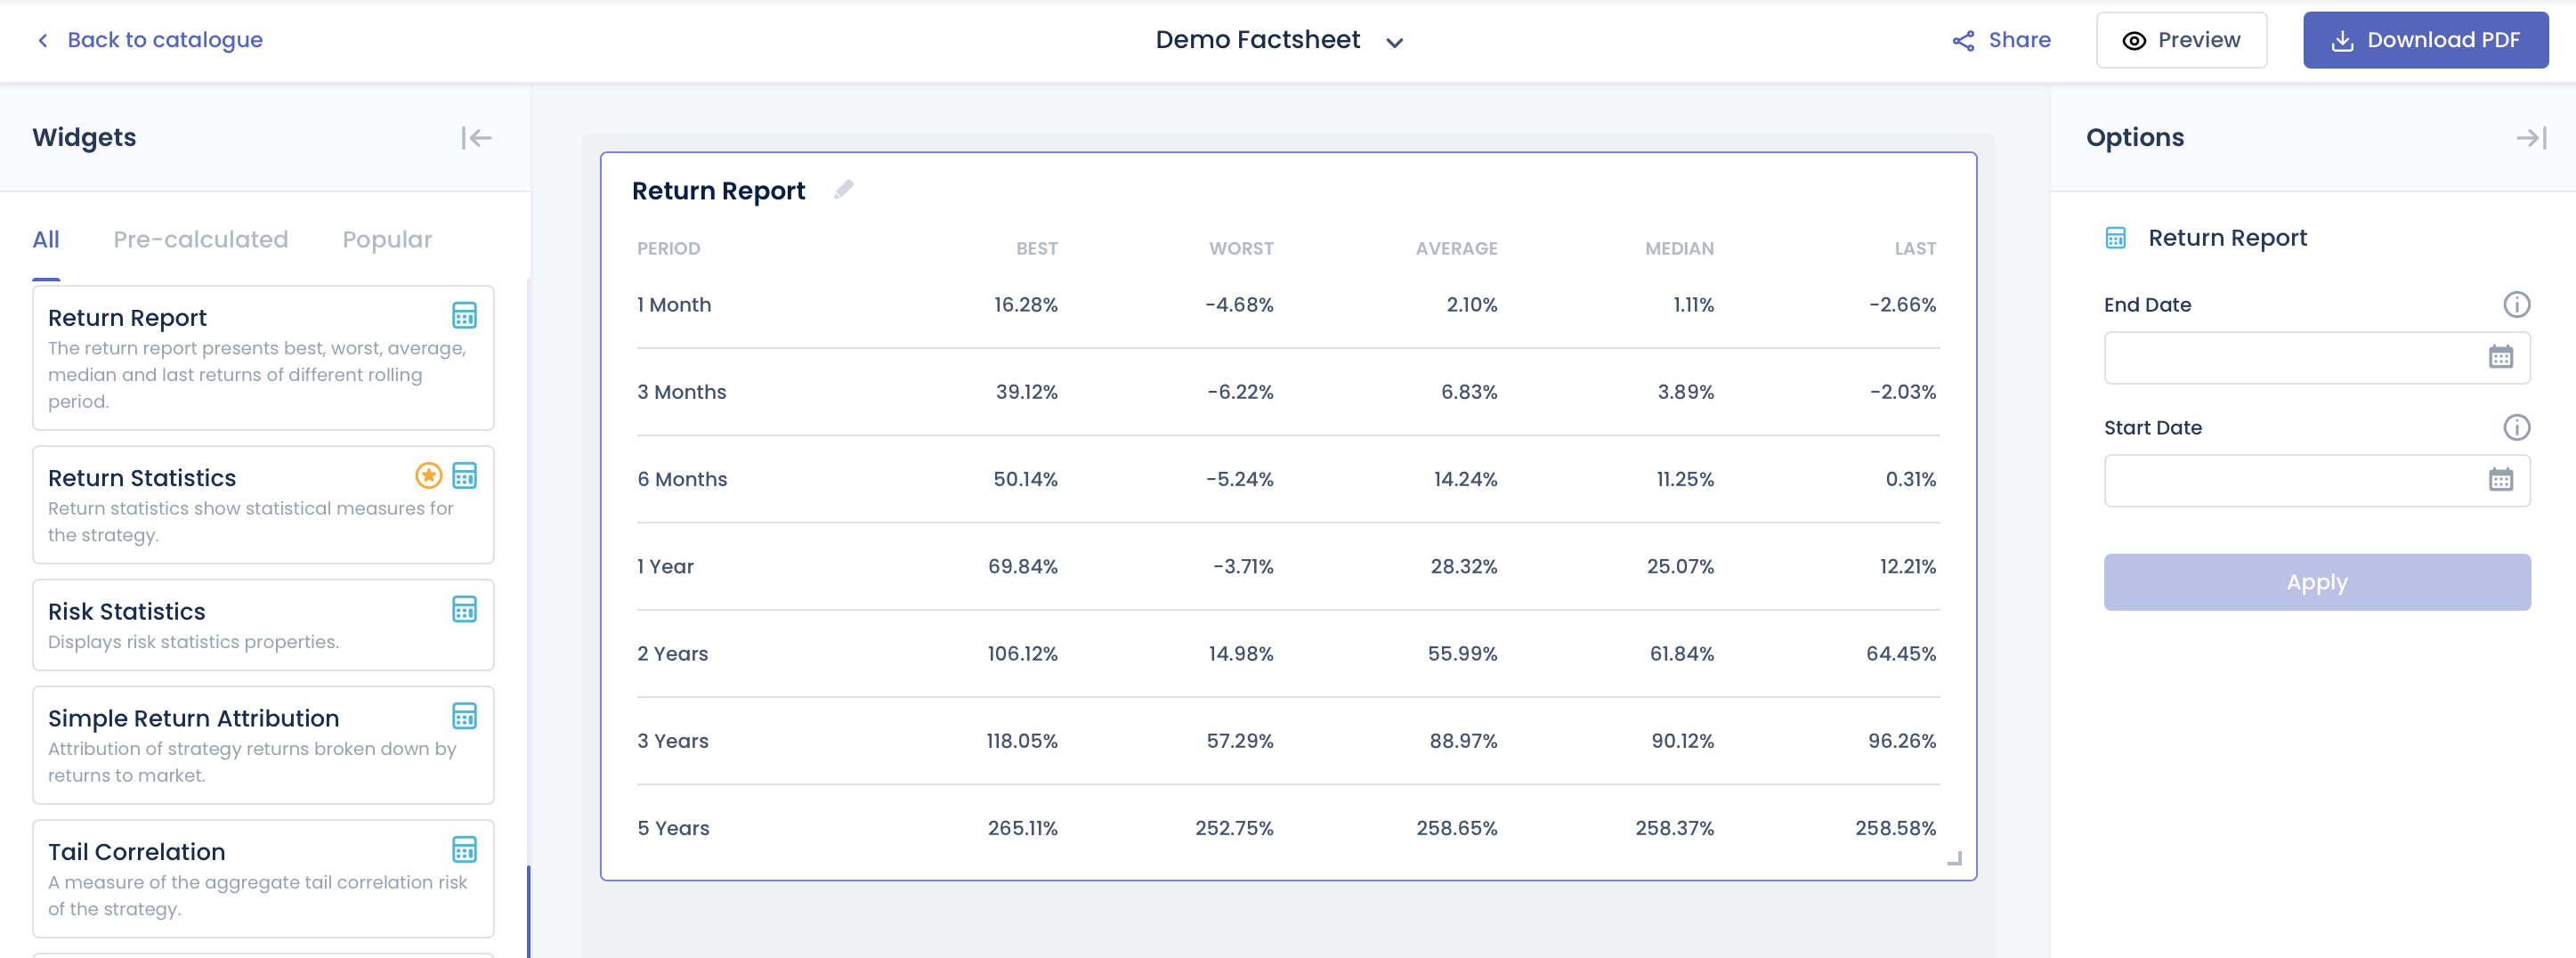 Back to catalogue
Demo Factsheet
Share
Preview
Download PDF
Widgets
All
Pre-calculated
Popular
Return Report
The return report presents best, worst, average,
median and last returns of different rolling
period.
Return Statistics
Return statistics show statistical measures for
the strategy.
Risk Statistics
Displays risk statistics properties.
Simple Return Attribution
Attribution of strategy returns broken down by
returns to market.
Tail Correlation
A measure of the aggregate tail correlation risk
of the strategy.
Return Report
PERIOD BEST WORST AVERAGE MEDIAN LAST
1 Month 16.28% -4.68% 2.10% 1.11% -2.66%
3 Months 39.12% -6.22% 6.83% 3.89% -2.03%
6 Months 50.14% -5.24% 14.24% 11.25% 0.31%
1 Year 69.84% -3.71% 28.32% 25.07% 12.21%
2 Years 106.12% 14.98% 55.99% 61.84% 64.45%
3 Years 118.05% 57.29% 88.97% 90.12% 96.26%
5 Years 265.11% 252.75% 258.65% 258.37% 258.58%
Options
Return Report
End Date
Start Date
Apply